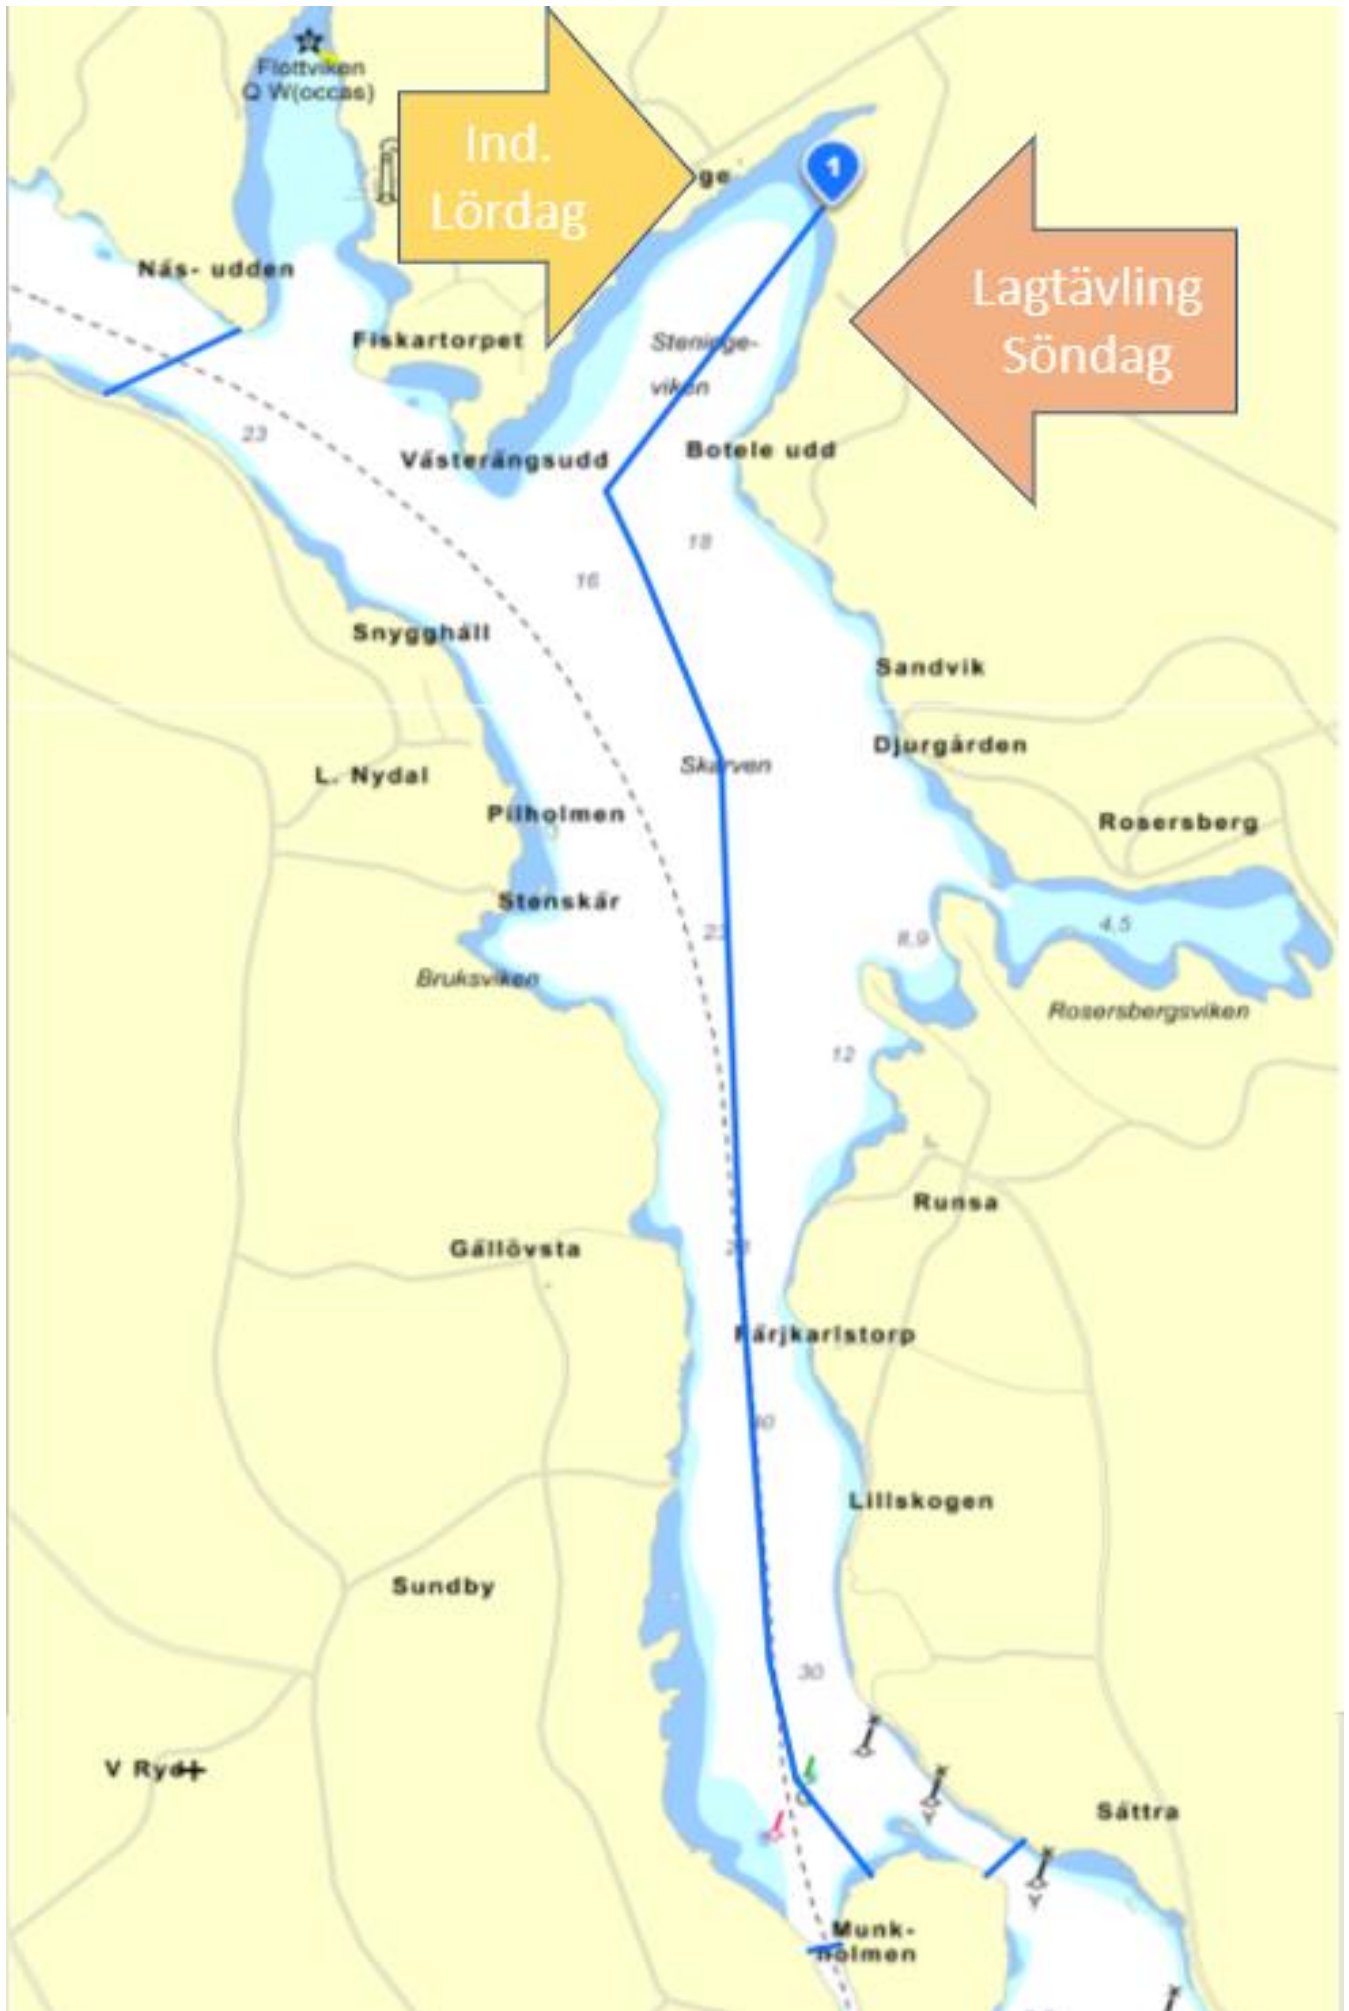 Flottviken
Q W(occas)
Ind.
Lördag
ge
1
Näs- udden
Lagtävling
Söndag
Fiskartorpet
Steninge-
viken
23
Västerängsudd
Botele udd
18
16
Snygghäll
Sandvik
Djurgården
L. Nydal
Skarven
Pilholmen
Rosersberg
Stenskär
4,5
8,9
Bruksviken
Rosersbergsviken
12
Runsa
Gällövsta
Färjkarlstorp
Lillskogen
Sundby
30
V Ryd
Sättra
G
Munk-
holmen